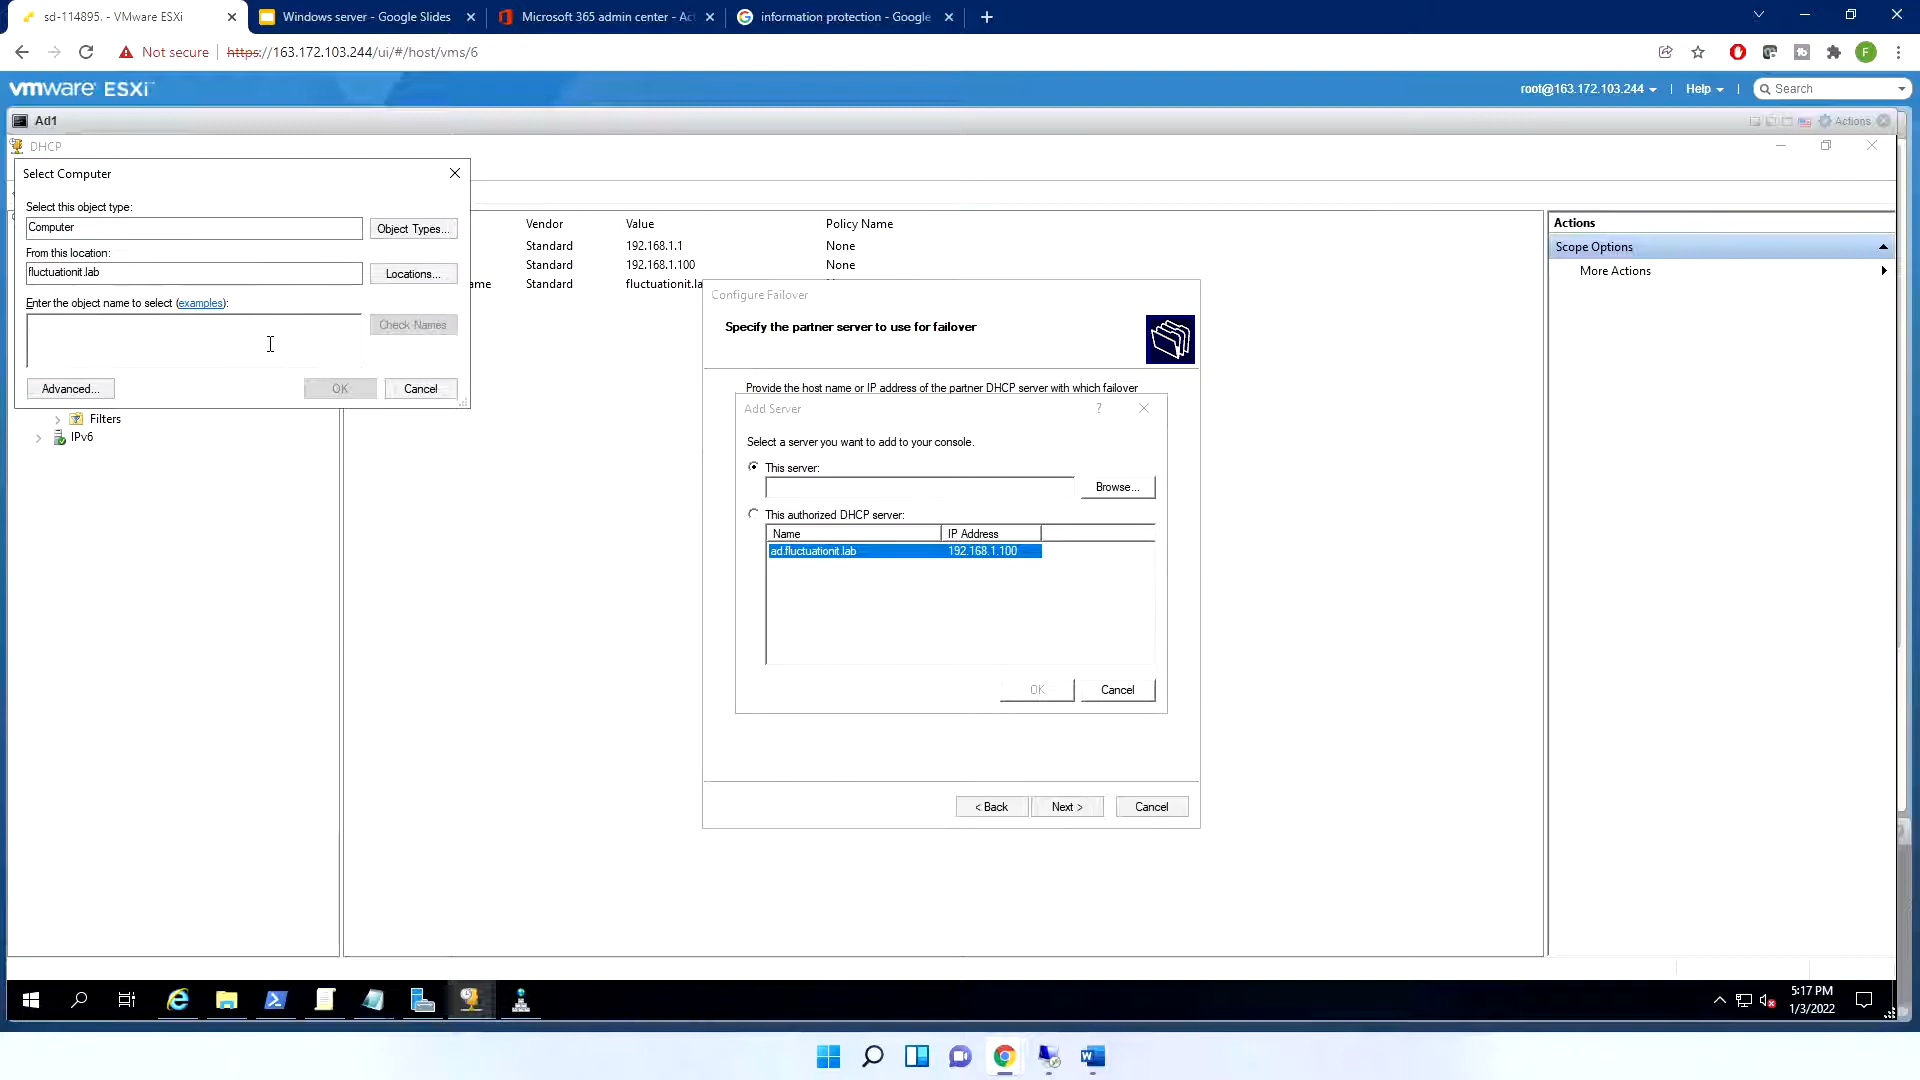 sd-114895. - VMware ESXi
Windows server - Google Slides
Microsoft 365 admin center - Ac
information protection - Google
Not secure
https://163.172.103.244/ui/#/host/vms/6
F
vmware ESXi
root@163.172.103.244
Help
Search
Ad1
Actions
DHCP
Select Computer
Select this object type:
Computer
Object Types...
From this location:
fluctuationit.lab
Locations...
Enter the object name to select (examples):
Check Names
Advanced...
OK
Cancel
Filters
IPv6
Vendor Value Policy Name
Standard 192.168.1.1 None
Standard 192.168.1.100 None
ame Standard fluctuationit.la
Configure Failover
Specify the partner server to use for failover
Provide the host name or IP address of the partner DHCP server with which failover
Add Server
?
Select a server you want to add to your console.
This server:
Browse...
This authorized DHCP server:
Name IP Address
ad.fluctuationit.lab 192.168.1.100
OK
Cancel
< Back
Next >
Cancel
Actions
Scope Options
More Actions
5:17 PM
1/3/2022